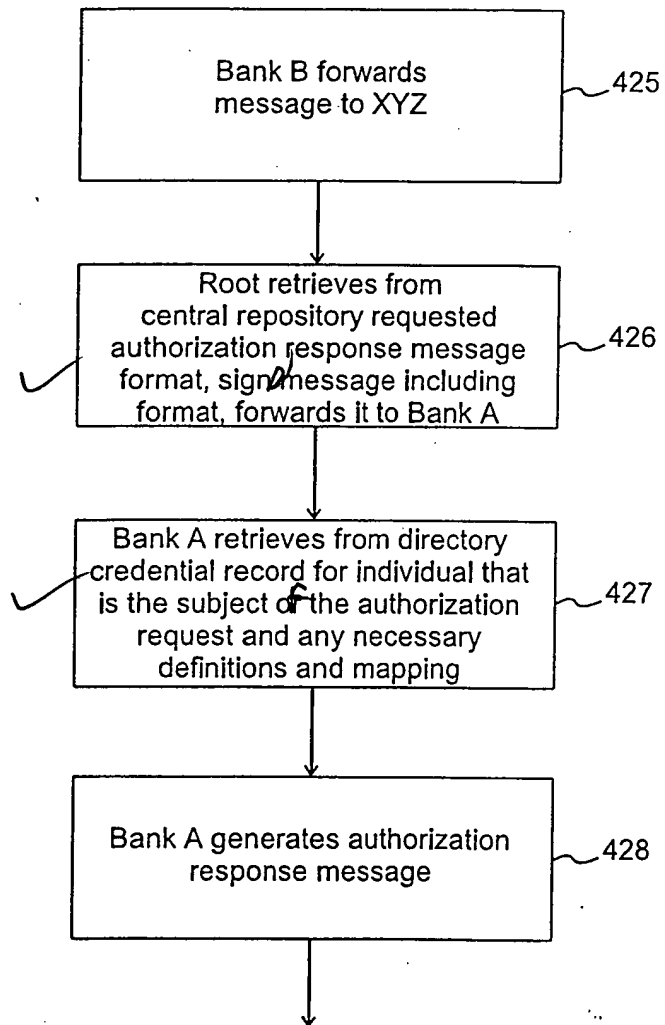 Bank B forwards
message to XYZ
425
Root retrieves from
central repository requested
authorization response message
format, sign message including
format, forwards it to Bank A
426
Bank A retrieves from directory
credential record for individual that
is the subject of the authorization
request and any necessary
definitions and mapping
427
Bank A generates authorization
response message
428